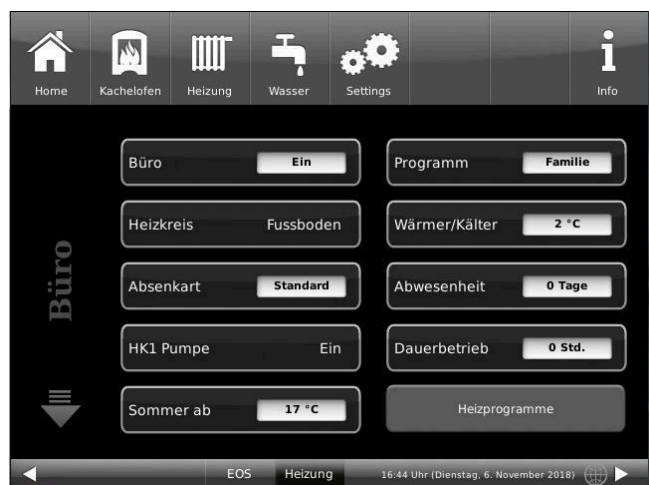 Home Kachelofen Heizung Wasser Settings Info
Büro Ein
Programm Familie
Heizkreis Fussboden
Wärmer/Kälter 2 °C
Absenkart Standard
Abwesenheit 0 Tage
HK1 Pumpe Ein
Dauerbetrieb 0 Std.
Sommer ab 17 °C
Heizprogramme
Büro
EOS Heizung 16:44 Uhr (Dienstag, 6. November 2018)